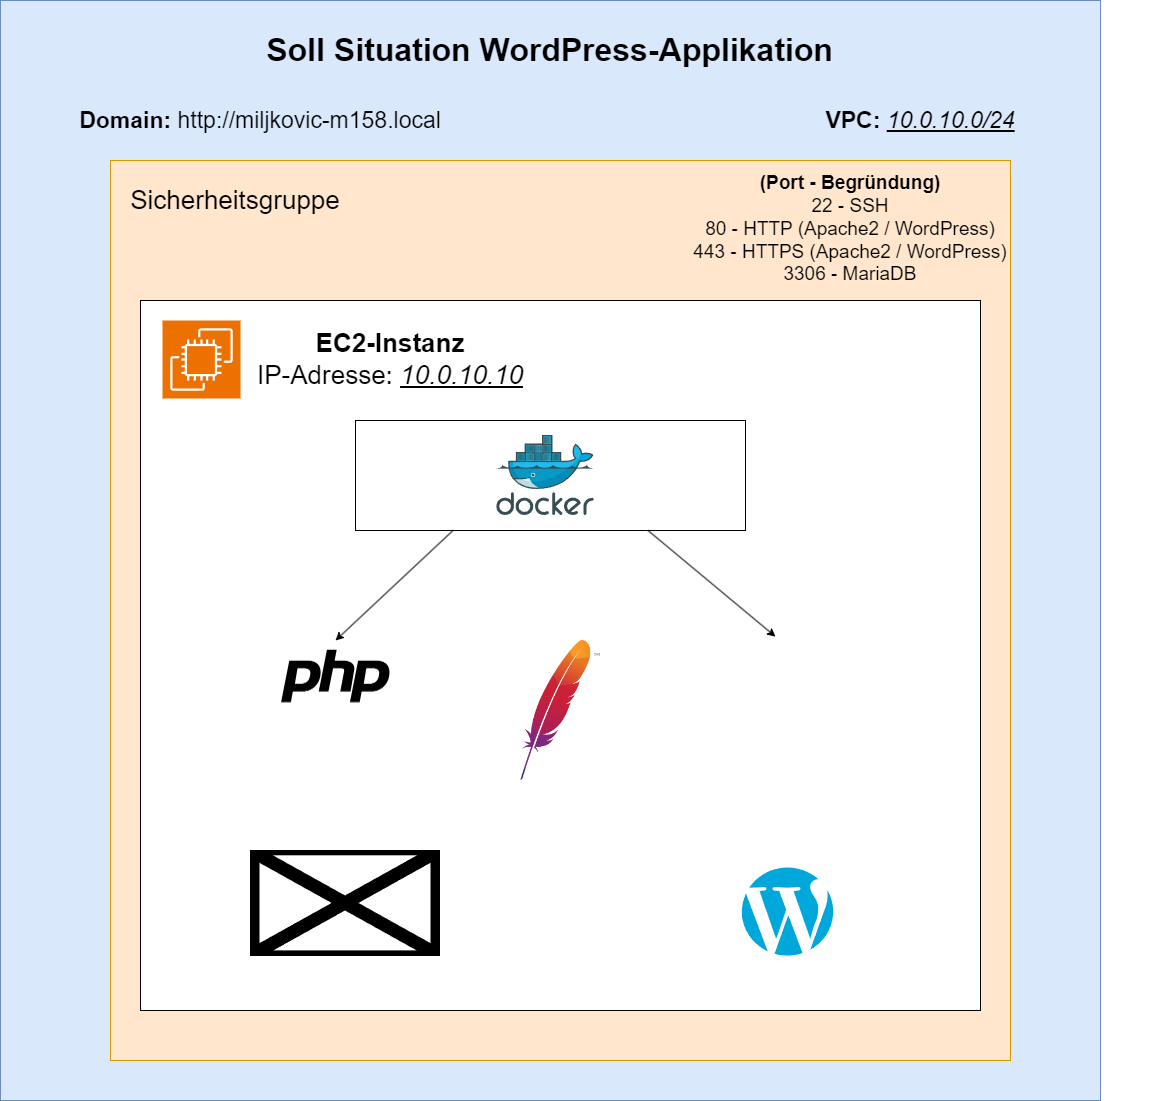 Soll Situation WordPress-Applikation
Domain: http://miljkovic-m158.local
VPC: 10.0.10.0/24
Sicherheitsgruppe
(Port - Begründung)
22 - SSH
80 - HTTP (Apache2 / WordPress)
443 - HTTPS (Apache2 / WordPress)
3306 - MariaDB
EC2-Instanz
IP-Adresse: 10.0.10.10
docker
php
TM
W